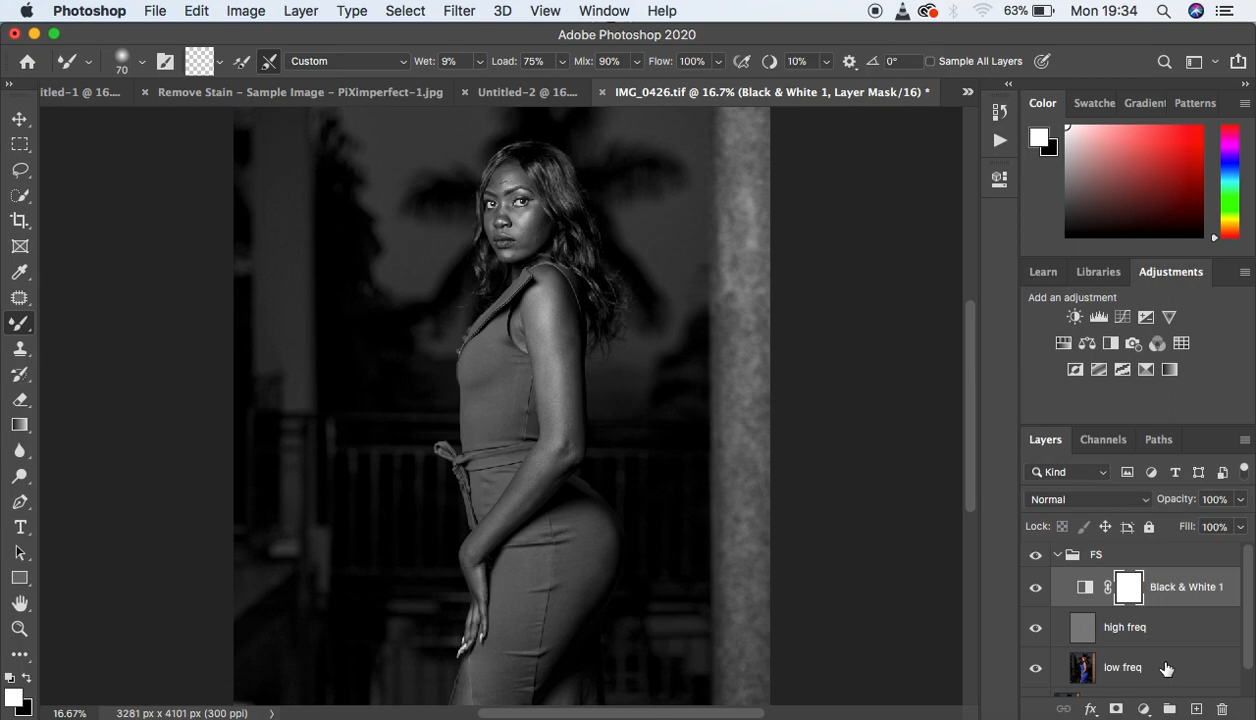 Photoshop File Edit Image Layer Type Select Filter 3D View Window Help 63% Mon 19:34
Adobe Photoshop 2020
70 Custom Wet: 9% Load: 75% Mix: 90% Flow: 100% 10% 0° Sample All Layers
itled-1 @ 16.... Remove Stain - Sample Image - PiXimperfect-1.jpg Untitled-2 @ 16.... IMG_0426.tif @ 16.7% (Black & White 1, Layer Mask/16) *
Color Swatche Gradient Patterns
Learn Libraries Adjustments
Add an adjustment
Layers Channels Paths
Kind
Normal Opacity: 100%
Lock: Fill: 100%
FS
Black & White 1
high freq
low freq
16.67% 3281 px x 4101 px (300 ppi)